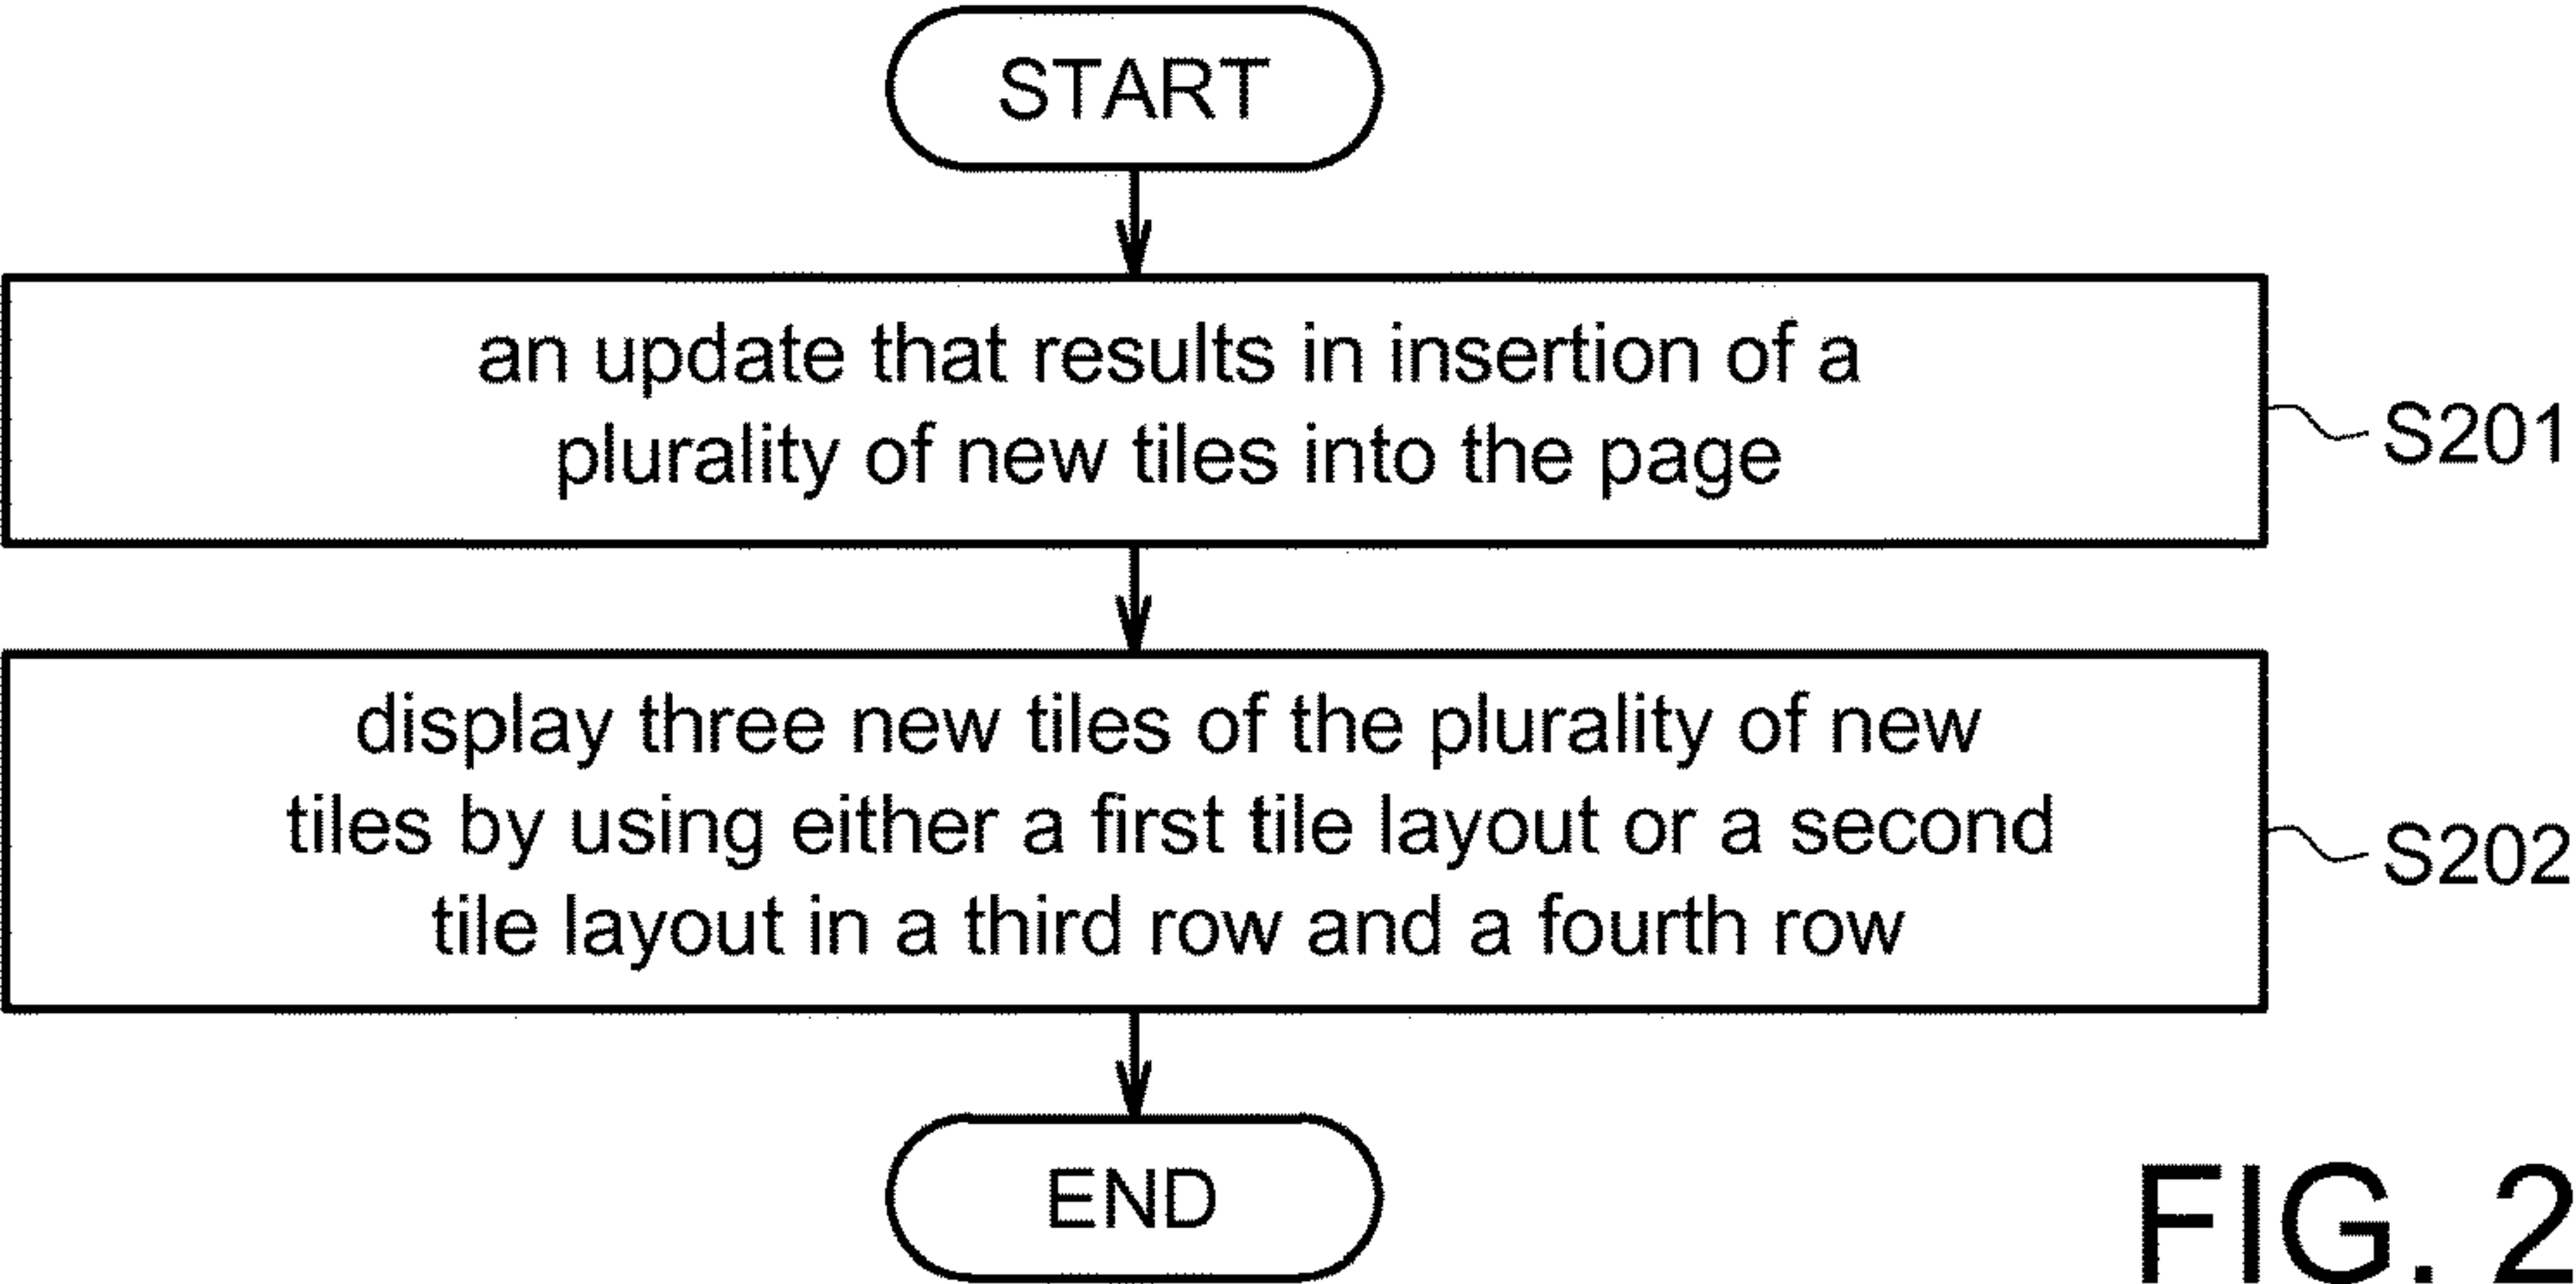 START
an update that results in insertion of a
plurality of new tiles into the page
S201
display three new tiles of the plurality of new
tiles by using either a first tile layout or a second
tile layout in a third row and a fourth row
S202
END
FIG. 2